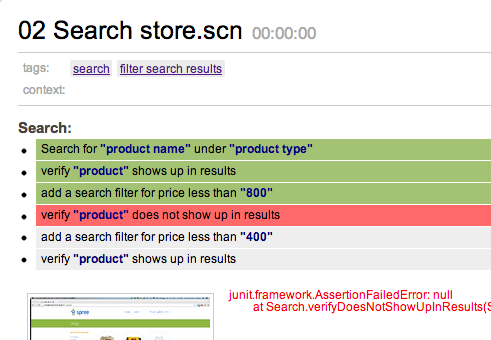 02 Search store.scn 00:00:00
tags: search filter search results
context:
Search:
Search for "product name" under "product type"
verify "product" shows up in results
add a search filter for price less than "800"
verify "product" does not show up in results
add a search filter for price less than "400"
verify "product" shows up in results
spree
junit.framework.AssertionFailedError: null
at Search.verifyDoesNotShowUpInResults(S